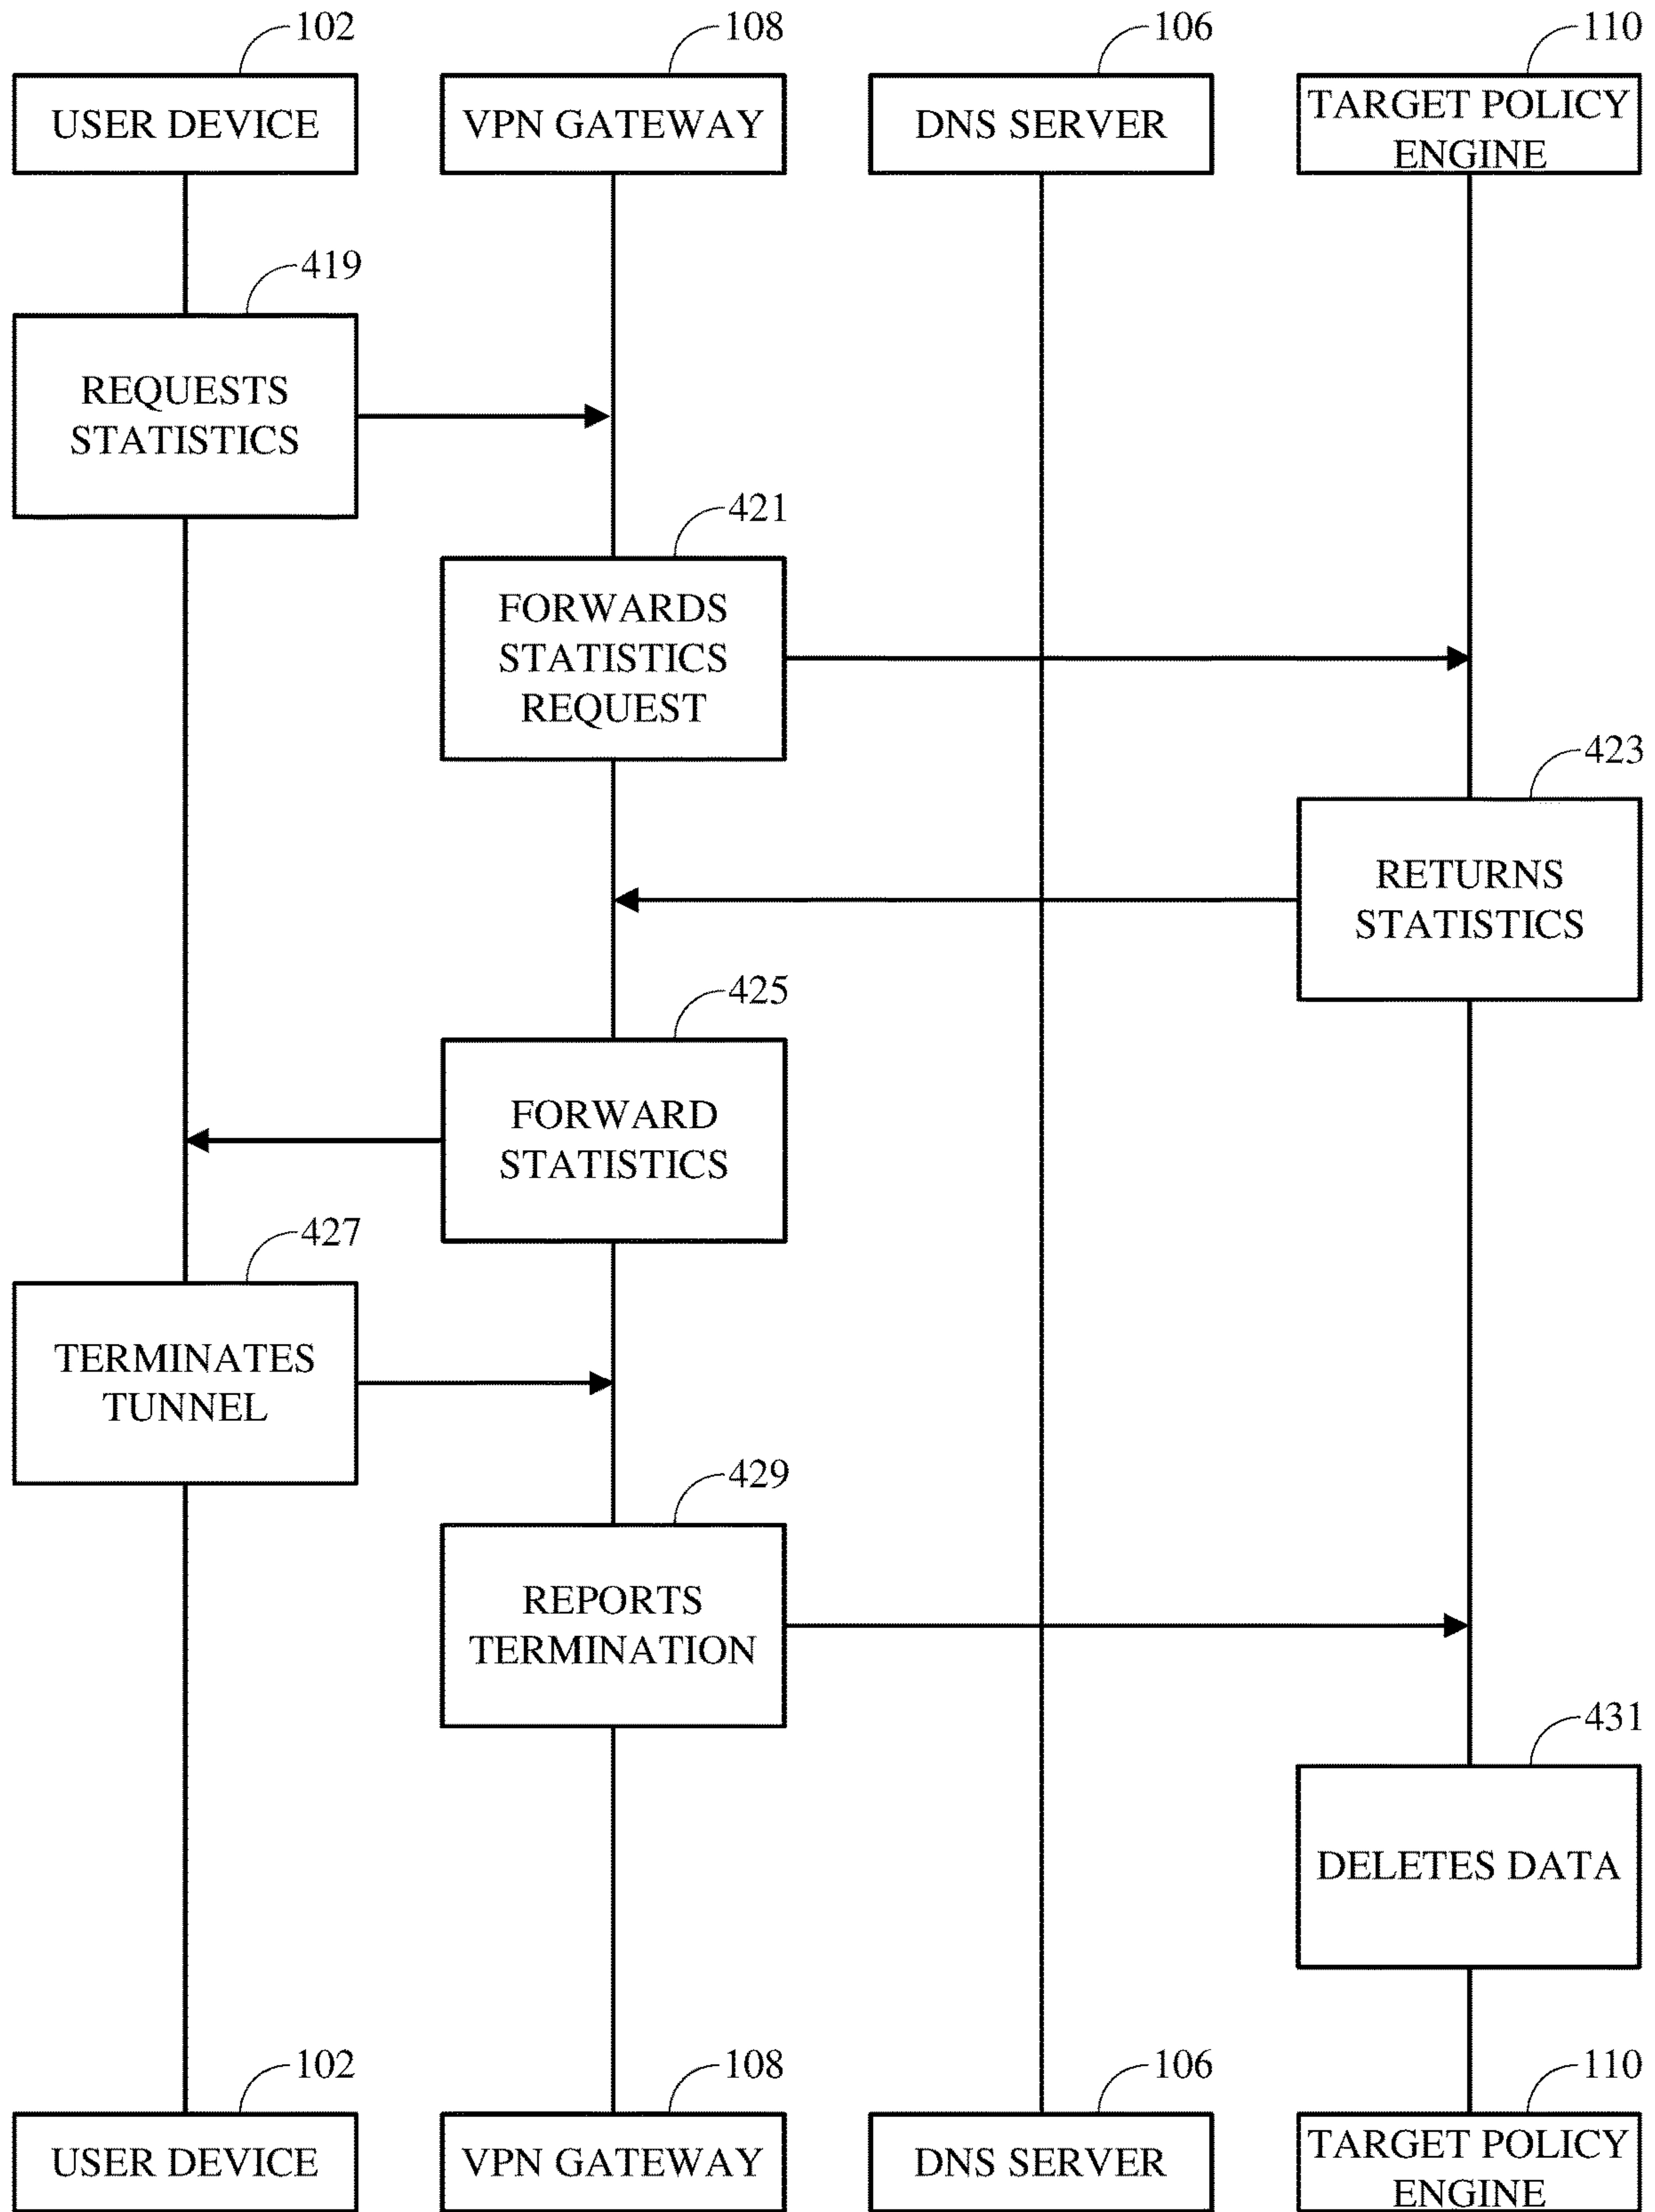 102
108
106
110
USER DEVICE
VPN GATEWAY
DNS SERVER
TARGET POLICY
ENGINE
419
REQUESTS
STATISTICS
421
FORWARDS
STATISTICS
REQUEST
423
RETURNS
STATISTICS
425
FORWARD
STATISTICS
427
TERMINATES
TUNNEL
429
REPORTS
TERMINATION
431
DELETES DATA
102
108
106
110
USER DEVICE
VPN GATEWAY
DNS SERVER
TARGET POLICY
ENGINE